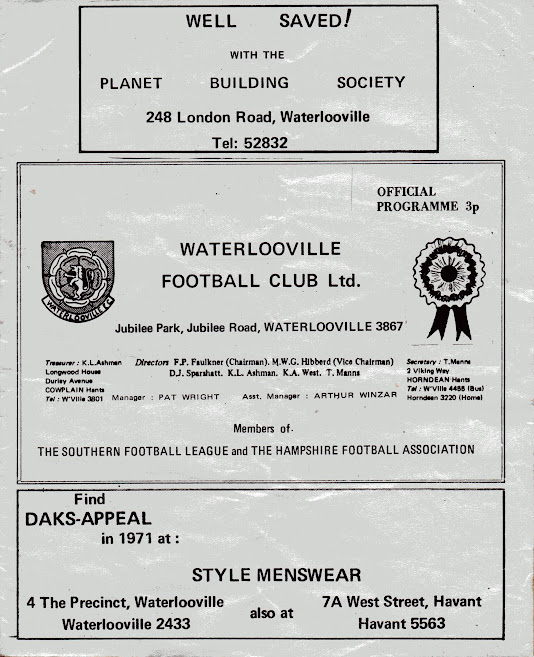 WELL SAVED!
WITH THE
PLANET BUILDING SOCIETY
248 London Road, Waterlooville
Tel: 52832
OFFICIAL
PROGRAMME 3p
WATERLOOVILLE
FOOTBALL CLUB Ltd.
WATERLOOVILLE F.C
Jubilee Park, Jubilee Road, WATERLOOVILLE 3867
Treasurer : K.L.Ashman
Longwood House
Durley Avenue
COWPLAIN Hants
Tel : W'Ville 3801
Directors F.P. Faulkner (Chairman). M.W.G. Hibberd (Vice Chairman)
D.J. Sparshatt. K.L. Ashman. K.A. West. T. Manns
Manager : PAT WRIGHT Asst. Manager : ARTHUR WINZAR
Secretary : T.Manns
2 Viking Way
HORNDEAN Hants
Tel : W'Ville 4455 (Bus)
Horndean 3220 (Home)
Members of
THE SOUTHERN FOOTBALL LEAGUE and THE HAMPSHIRE FOOTBALL ASSOCIATION
Find
DAKS-APPEAL
in 1971 at :
STYLE MENSWEAR
4 The Precinct, Waterlooville
Waterlooville 2433
also at
7A West Street, Havant
Havant 5563